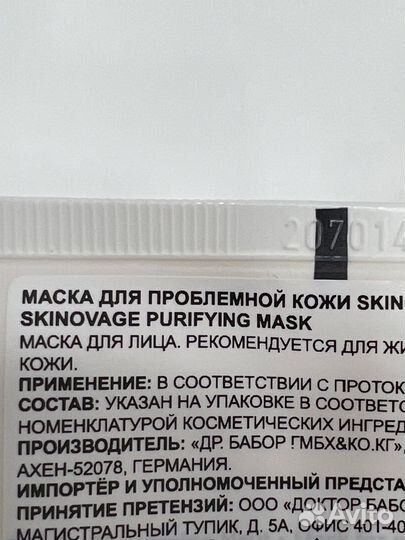 207014
МАСКА ДЛЯ ПРОБЛЕМНОЙ КОЖИ SKIN
SKINOVAGE PURIFYING MASK
МАСКА ДЛЯ ЛИЦА. РЕКОМЕНДУЕТСЯ ДЛЯ ЖИ
КОЖИ.
ПРИМЕНЕНИЕ: В СООТВЕТСТВИИ С ПРОТОК
СОСТАВ: УКАЗАН НА УПАКОВКЕ В СООТВЕТС
НОМЕНКЛАТУРОЙ КОСМЕТИЧЕСКИХ ИНГРЕД
ПРОИЗВОДИТЕЛЬ: «ДР. БАБОР ГМБХ&КО.КГ»,
АХЕН-52078, ГЕРМАНИЯ.
ИМПОРТЁР И УПОЛНОМОЧЕННЫЙ ПРЕДСТА
ПРИНЯТИЕ ПРЕТЕНЗИЙ: ООО «ДОКТОР БАБО
МАГИСТРАЛЬНЫЙ ТУПИК, Д. 5А, ОФИС 401-40
Avito